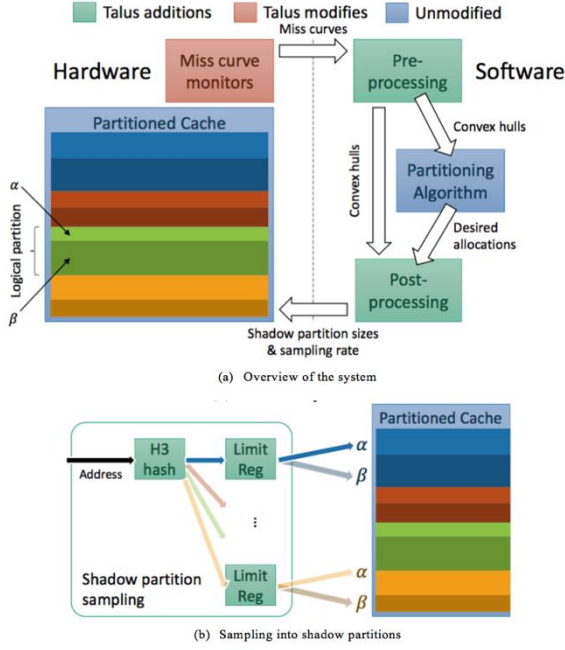 Talus additions
Talus modifies
Unmodified
Miss curves
Hardware
Miss curve
monitors
Pre-
processing
Software
Partitioned Cache
Convex hulls
Convex hulls
Partitioning
Algorithm
α
Logical partition
β
Desired
allocations
Post-
processing
Shadow partition sizes
& sampling rate
(a) Overview of the system
Partitioned Cache
H3
hash
Limit
Reg
α
β
Address
...
Shadow partition
sampling
Limit
Reg
α
β
(b) Sampling into shadow partitions